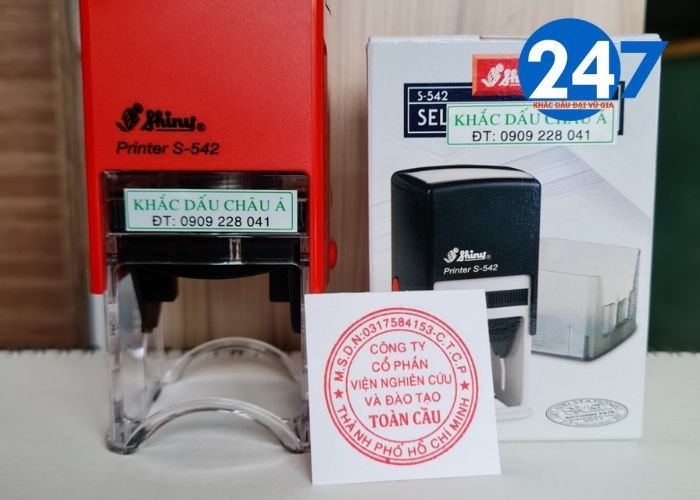 Shiny®
Printer S-542
KHẮC DẤU CHÂU Á
ĐT: 0909 228 041
247
KHẮC DẤU ĐẠI VŨ GIA
Shiny
S-542
SEL
KHẮC DẤU CHÂU Á
ĐT: 0909 228 041
Shiny®
Printer S-542
M.S.D.N:0317584153-C.T.C.P
CÔNG TY
CỔ PHẦN
VIỆN NGHIÊN CỨU
VÀ ĐÀO TẠO
TOÀN CẦU
THÀNH PHỐ HỒ CHÍ MINH